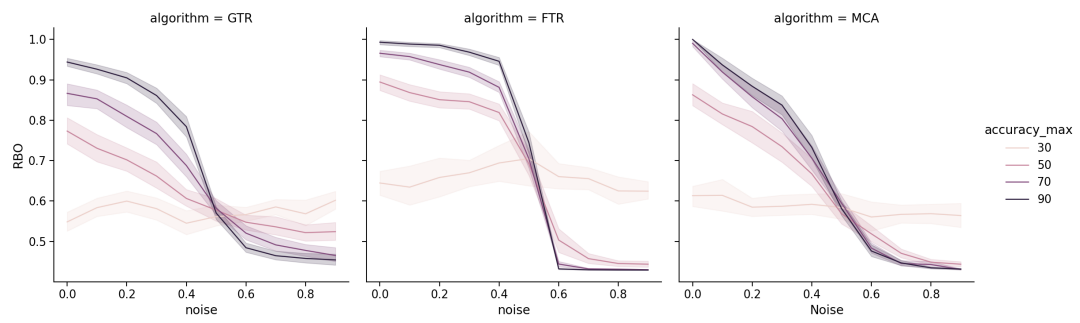 algorithm = GTR
algorithm = FTR
algorithm = MCA
1.0
0.9
0.8
0.7
0.6
0.5
RBO
0.0 0.2 0.4 0.6 0.8
noise
0.0 0.2 0.4 0.6 0.8
noise
0.0 0.2 0.4 0.6 0.8
Noise
accuracy_max
30
50
70
90